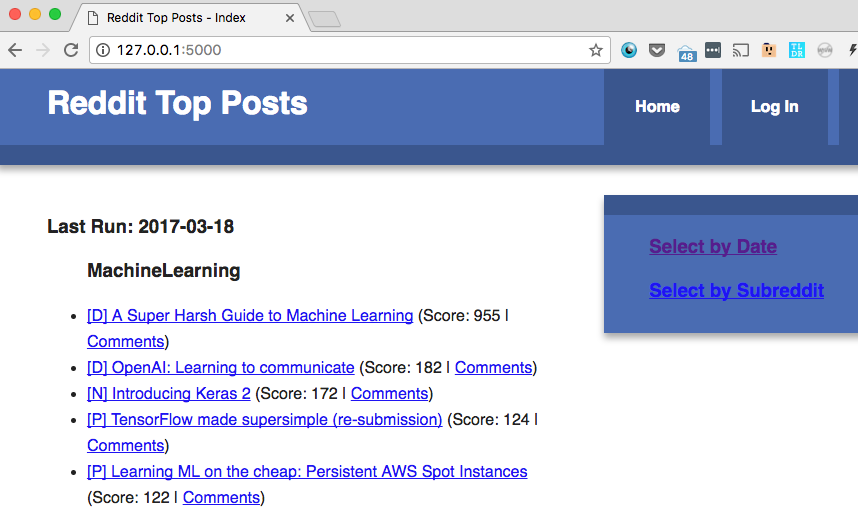 Reddit Top Posts - Index
127.0.0.1:5000
48
TL
DR
Reddit Top Posts
Home
Log In
Last Run: 2017-03-18
MachineLearning
[D] A Super Harsh Guide to Machine Learning (Score: 955 |
Comments)
[D] OpenAI: Learning to communicate (Score: 182 | Comments)
[N] Introducing Keras 2 (Score: 172 | Comments)
[P] TensorFlow made supersimple (re-submission) (Score: 124 |
Comments)
[P] Learning ML on the cheap: Persistent AWS Spot Instances
(Score: 122 | Comments)
Select by Date
Select by Subreddit